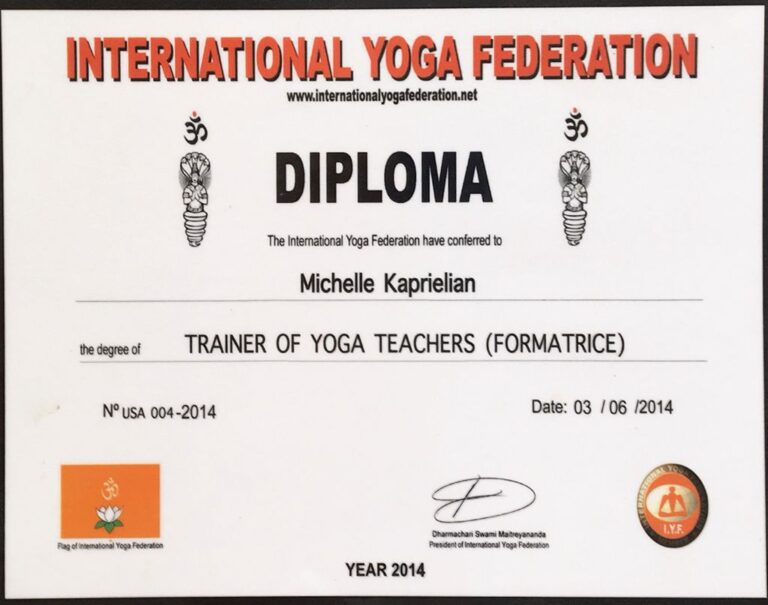 INTERNATIONAL YOGA FEDERATION
www.internationalyogafederation.net
ॐ ॐ
DIPLOMA
The International Yoga Federation have conferred to
Michelle Kaprielian
the degree of TRAINER OF YOGA TEACHERS (FORMATRICE)
Nº USA 004-2014 Date: 03 / 06 /2014
ॐ
INTERNATIONAL YOGA
I.Y.F.
Flag of International Yoga Federation
Dharmachari Swami Maitreyananda
President of International Yoga Federation
YEAR 2014